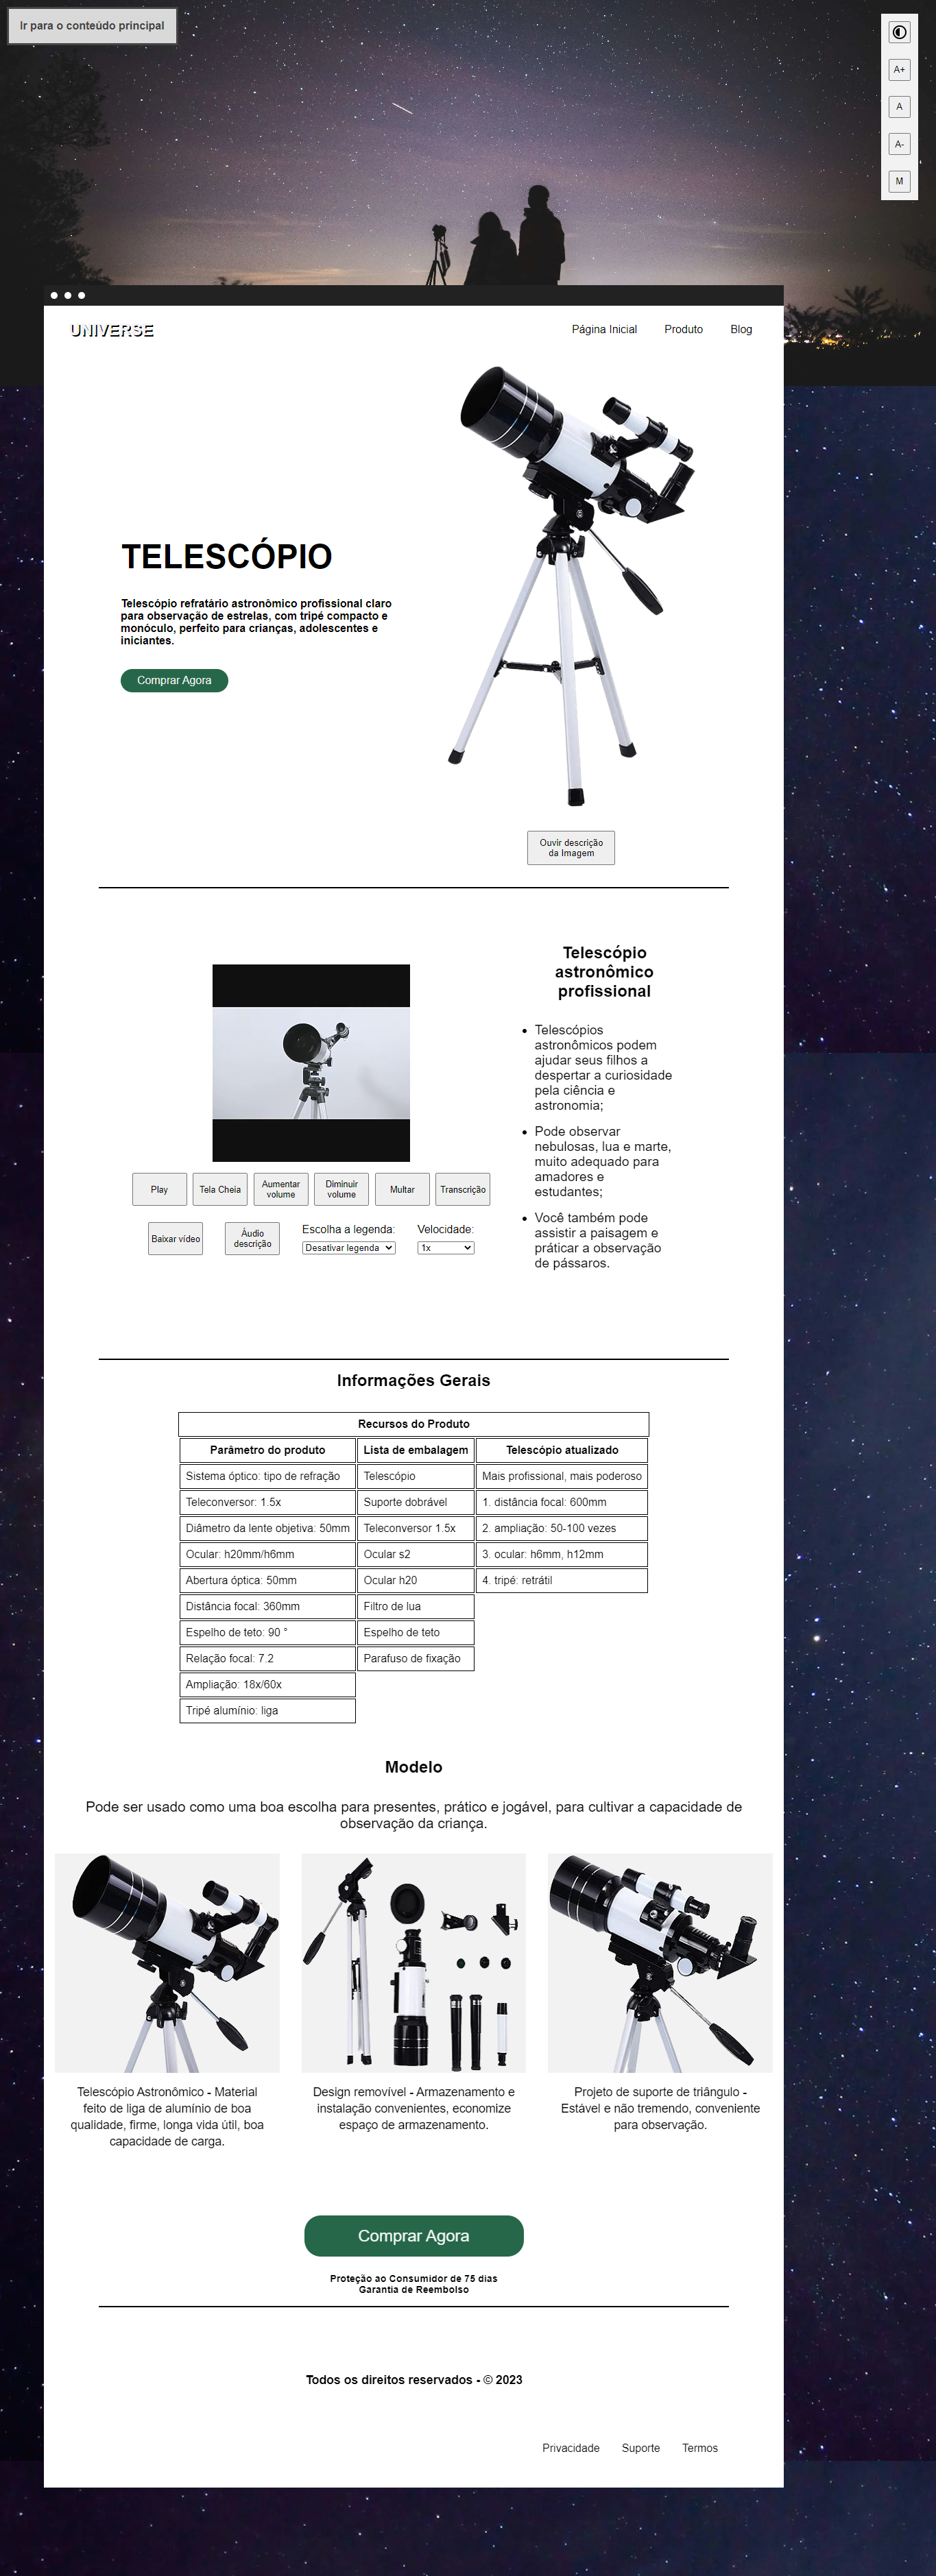 Ir para o conteúdo principal
A+
A
A-
M
UNIVERSE
Página Inicial Produto Blog
TELESCÓPIO
Telescópio refratário astronômico profissional claro
para observação de estrelas, com tripé compacto e
monóculo, perfeito para crianças, adolescentes e
iniciantes.
Comprar Agora
Ouvir descrição
da Imagem
Play
Tela Cheia
Aumentar
volume
Diminuir
volume
Multar
Transcrição
Baixar vídeo
Áudio
descrição
Escolha a legenda:
Desativar legenda
Velocidade:
1x
Telescópio
astronômico
profissional
Telescópios
astronômicos podem
ajudar seus filhos a
despertar a curiosidade
pela ciência e
astronomia;
Pode observar
nebulosas, lua e marte,
muito adequado para
amadores e
estudantes;
Você também pode
assistir a paisagem e
práticar a observação
de pássaros.
Informações Gerais
Recursos do Produto
Parâmetro do produto Lista de embalagem Telescópio atualizado
Sistema óptico: tipo de refração Telescópio Mais profissional, mais poderoso
Teleconversor: 1.5x Suporte dobrável 1. distância focal: 600mm
Diâmetro da lente objetiva: 50mm Teleconversor 1.5x 2. ampliação: 50-100 vezes
Ocular: h20mm/h6mm Ocular s2 3. ocular: h6mm, h12mm
Abertura óptica: 50mm Ocular h20 4. tripé: retrátil
Distância focal: 360mm Filtro de lua
Espelho de teto: 90 ° Espelho de teto
Relação focal: 7.2 Parafuso de fixação
Ampliação: 18x/60x
Tripé alumínio: liga
Modelo
Pode ser usado como uma boa escolha para presentes, prático e jogável, para cultivar a capacidade de
observação da criança.
Telescópio Astronômico - Material
feito de liga de alumínio de boa
qualidade, firme, longa vida útil, boa
capacidade de carga.
Design removível - Armazenamento e
instalação convenientes, economize
espaço de armazenamento.
Projeto de suporte de triângulo -
Estável e não tremendo, conveniente
para observação.
Comprar Agora
Proteção ao Consumidor de 75 dias
Garantia de Reembolso
Todos os direitos reservados - © 2023
Privacidade Suporte Termos